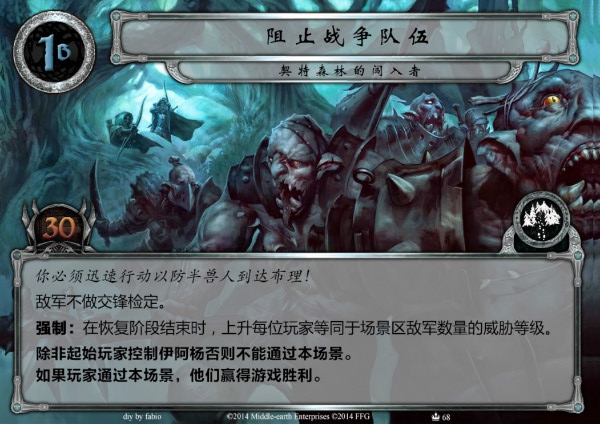 1B
阻止战争队伍
奥特森林的闯入者
30
你必须迅速行动以防半兽人到达布理！
敌军不做交锋检定。
强制：在恢复阶段结束时，上升每位玩家等同于场景区敌军数量的威胁等级。
除非起始玩家控制伊阿杨否则不能通过本场景。
如果玩家通过本场景，他们赢得游戏胜利。
diy by fabio ©2014 Middle-earth Enterprises ©2014 FFG 68